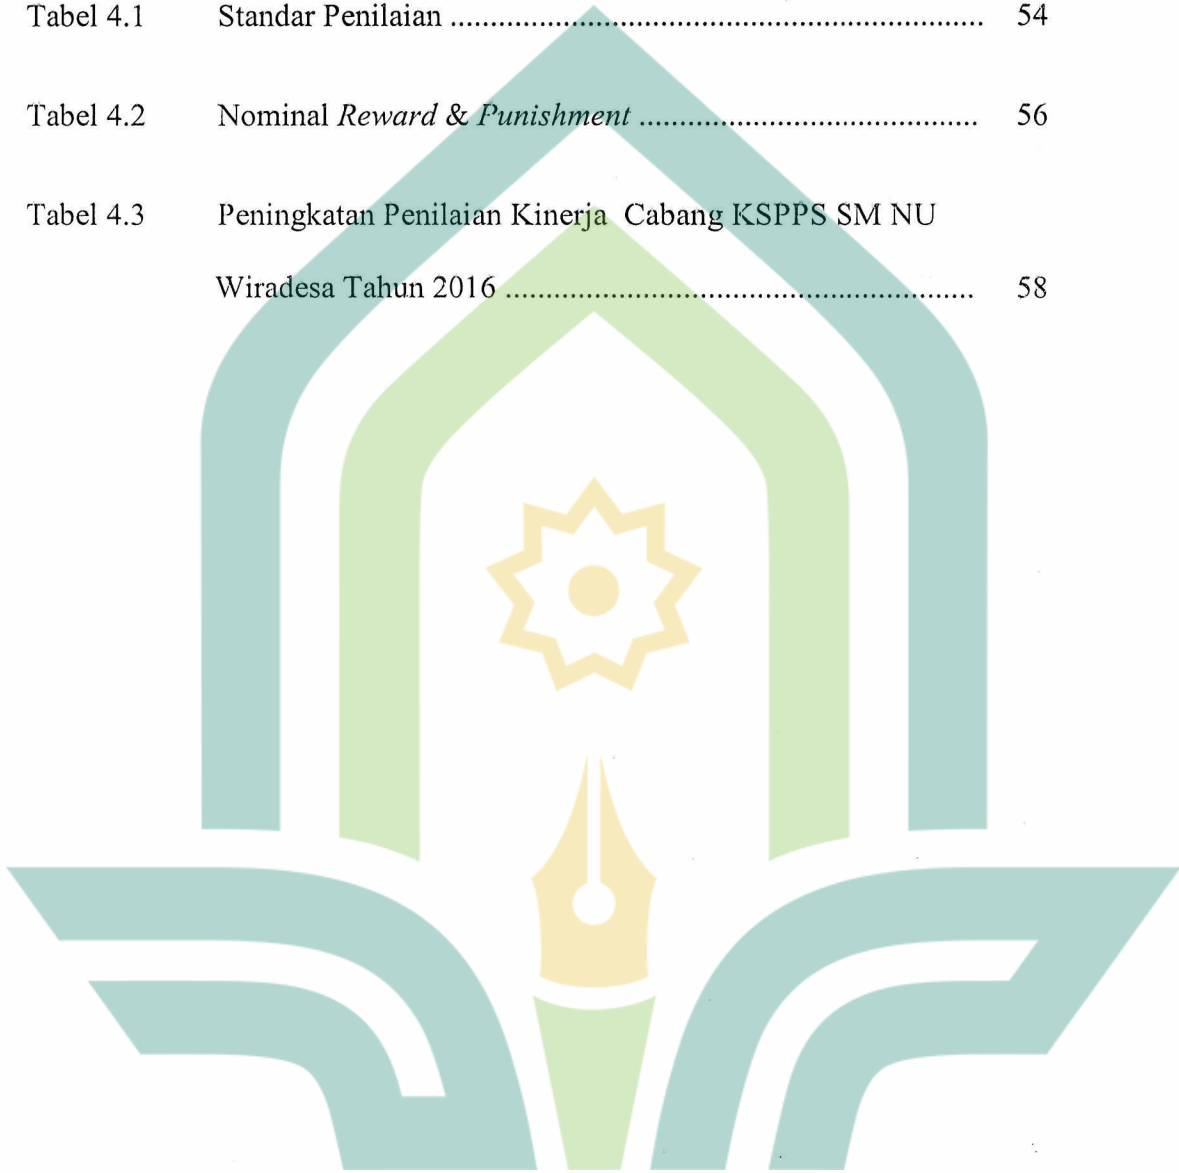 Tabel 4.1 Standar Penilaian .................................................................. 54
Tabel 4.2 Nominal Reward & Punishment .......................................... 56
Tabel 4.3 Peningkatan Penilaian Kinerja Cabang KSPPS SM NU
Wiradesa Tahun 2016 .......................................................... 58